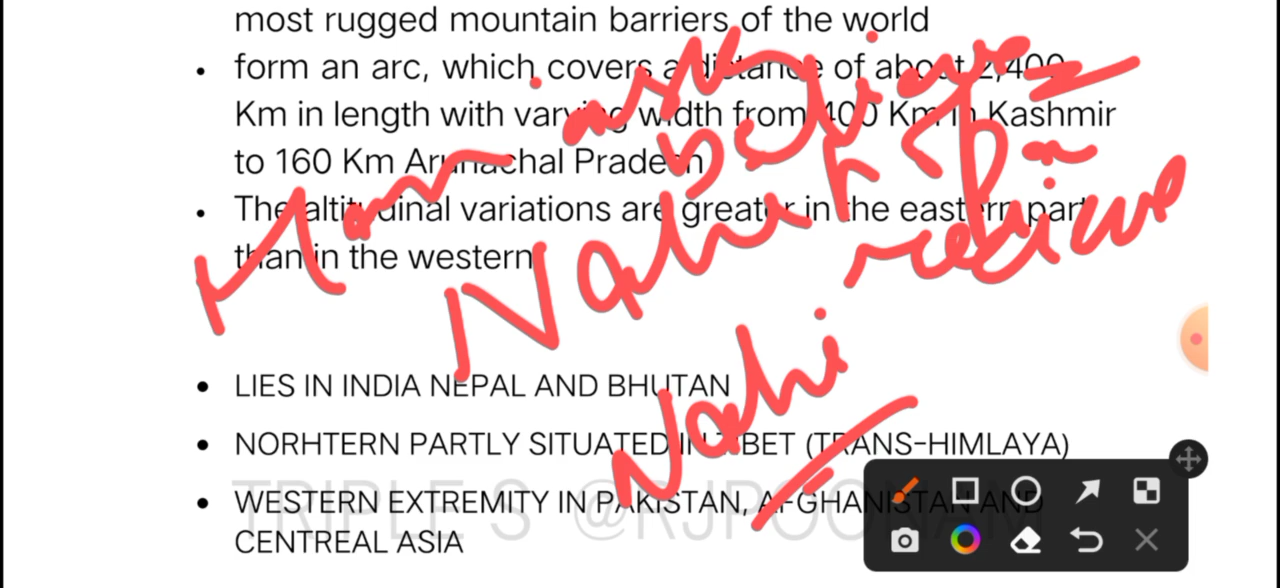 most rugged mountain barriers of the world
• form an arc, which covers a distance of about 2,400
Km in length with varying width from 400 Km in Kashmir
to 160 Km Arunachal Pradesh
• The altitudinal variations are greater in the eastern part
than in the western
• LIES IN INDIA NEPAL AND BHUTAN
• NORHTERN PARTLY SITUATED IN TIBET (TRANS-HIMLAYA)
• WESTERN EXTREMITY IN PAKISTAN, AFGHANISTAN AND
CENTREAL ASIA
TRIPLE S @RJPOONAM
Nahi
Nahi